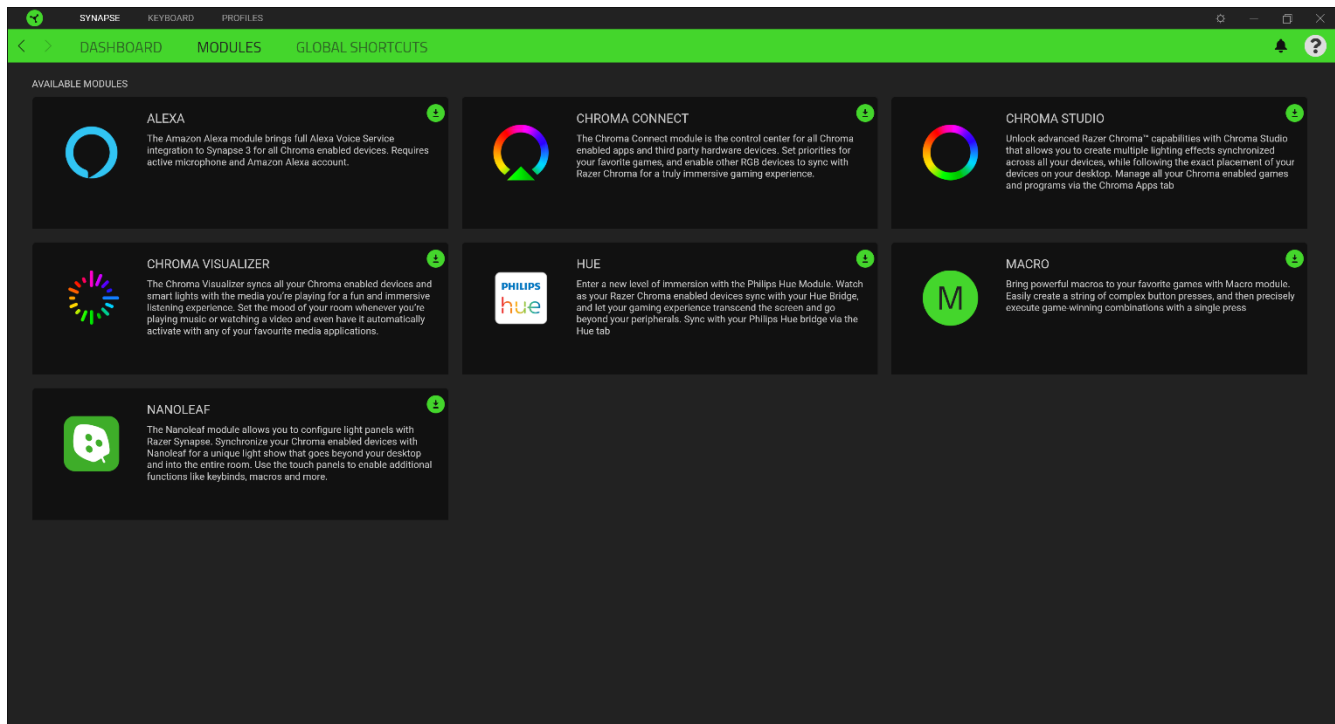 SYNAPSE KEYBOARD PROFILES
DASHBOARD MODULES GLOBAL SHORTCUTS ?
AVAILABLE MODULES
ALEXA
The Amazon Alexa module brings full Alexa Voice Service
integration to Synapse 3 for all Chroma enabled devices. Requires
active microphone and Amazon Alexa account.
CHROMA CONNECT
The Chroma Connect module is the control center for all Chroma
enabled apps and third party hardware devices. Set priorities for
your favorite games, and enable other RGB devices to sync with
Razer Chroma for a truly immersive gaming experience.
CHROMA STUDIO
Unlock advanced Razer Chroma™ capabilities with Chroma Studio
that allows you to create multiple lighting effects synchronized
across all your devices, while following the exact placement of your
devices on your desktop. Manage all your Chroma enabled games
and programs via the Chroma Apps tab
CHROMA VISUALIZER
The Chroma Visualizer syncs all your Chroma enabled devices and
smart lights with the media you're playing for a fun and immersive
listening experience. Set the mood of your room whenever you're
playing music or watching a video and even have it automatically
activate with any of your favourite media applications.
PHILIPS
hue
HUE
Enter a new level of immersion with the Philips Hue Module. Watch
as your Razer Chroma enabled devices sync with your Hue Bridge,
and let your gaming experience transcend the screen and go
beyond your peripherals. Sync with your Philips Hue bridge via the
Hue tab
M
MACRO
Bring powerful macros to your favorite games with Macro module.
Easily create a string of complex button presses, and then precisely
execute game-winning combinations with a single press
NANOLEAF
The Nanoleaf module allows you to configure light panels with
Razer Synapse. Synchronize your Chroma enabled devices with
Nanoleaf for a unique light show that goes beyond your desktop
and into the entire room. Use the touch panels to enable additional
functions like keybinds, macros and more.